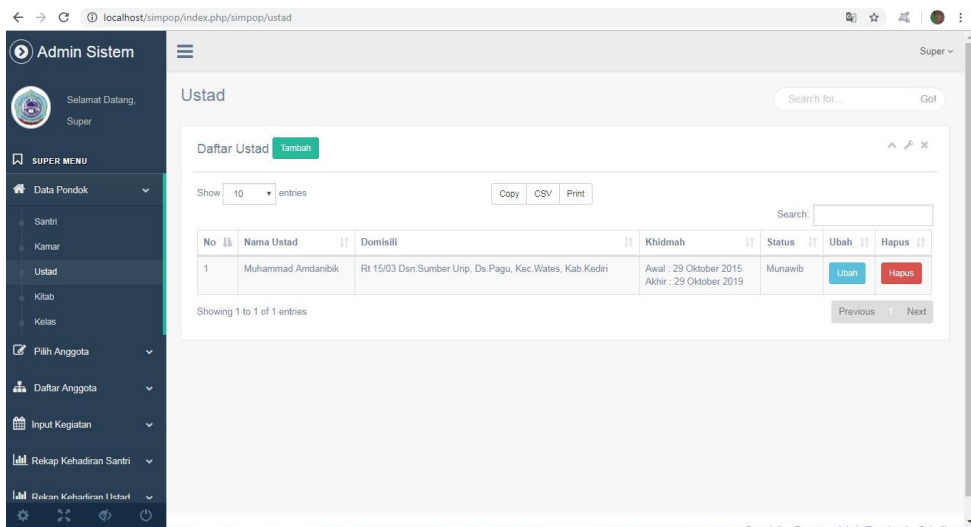 localhost/simpop/index.php/simpop/ustad
Admin Sistem
Super
Selamat Datang,
Super
SUPER MENU
Data Pondok
Santri
Kamar
Ustad
Kitab
Kelas
Pilih Anggota
Daftar Anggota
Input Kegiatan
Rekap Kehadiran Santri
Rekap Kehadiran Ustad
Ustad
Search for...
Go!
Daftar Ustad Tambah
Show 10 entries
Copy CSV Print
Search:
No Nama Ustad Domisili Khidmah Status Ubah Hapus
1 Muhammad Amdanibik Rt 15/03 Dsn.Sumber Urip, Ds.Pagu, Kec.Wates, Kab.Kediri Awal : 29 Oktober 2015 Munawib Ubah Hapus
Akhir : 29 Oktober 2019
Showing 1 to 1 of 1 entries
Previous 1 Next